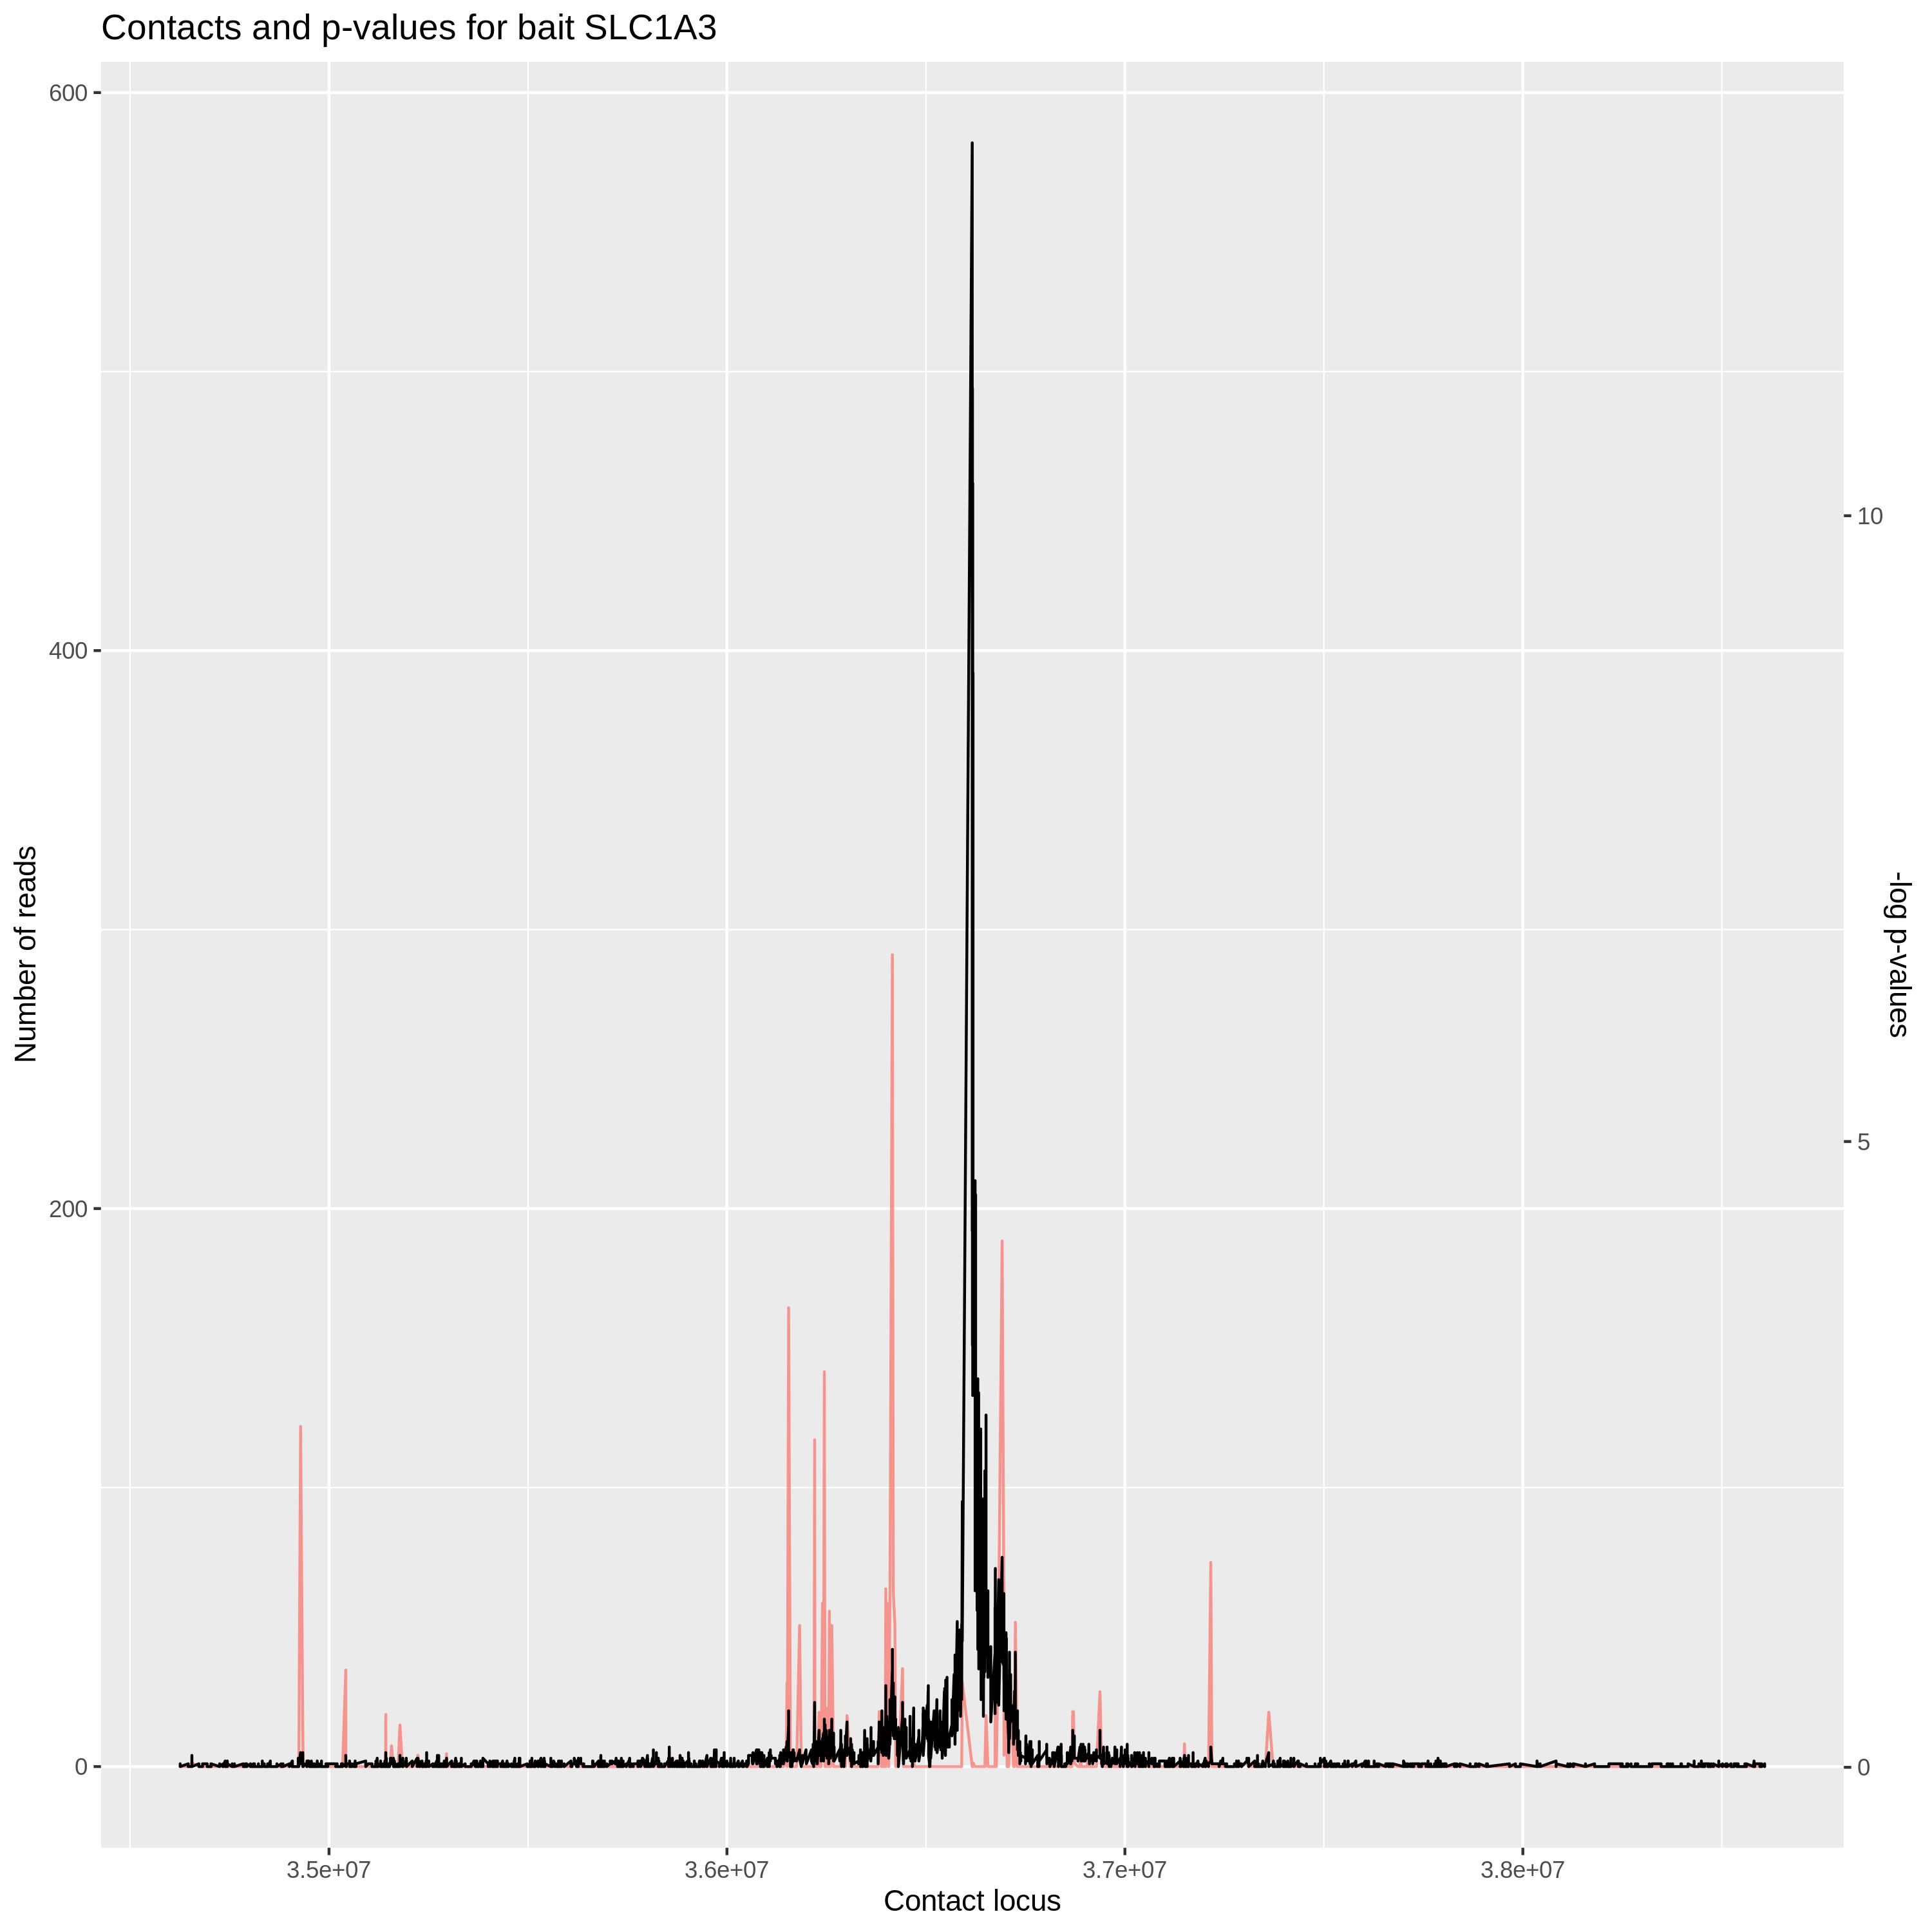 Contacts and p-values for bait SLC1A3
600
400
200
0
Number of reads
10
5
0
-log p-values
3.5e+07
3.6e+07
3.7e+07
3.8e+07
Contact locus